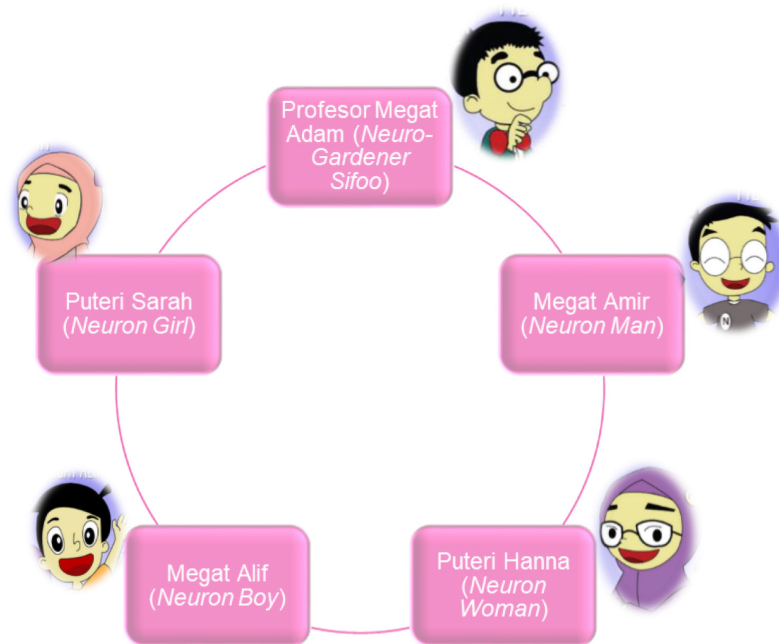 Profesor Megat
Adam (Neuro-
Gardener
Sifoo)
Megat Amir
(Neuron Man)
Puteri Hanna
(Neuron
Woman)
Megat Alif
(Neuron Boy)
Puteri Sarah
(Neuron Girl)
N